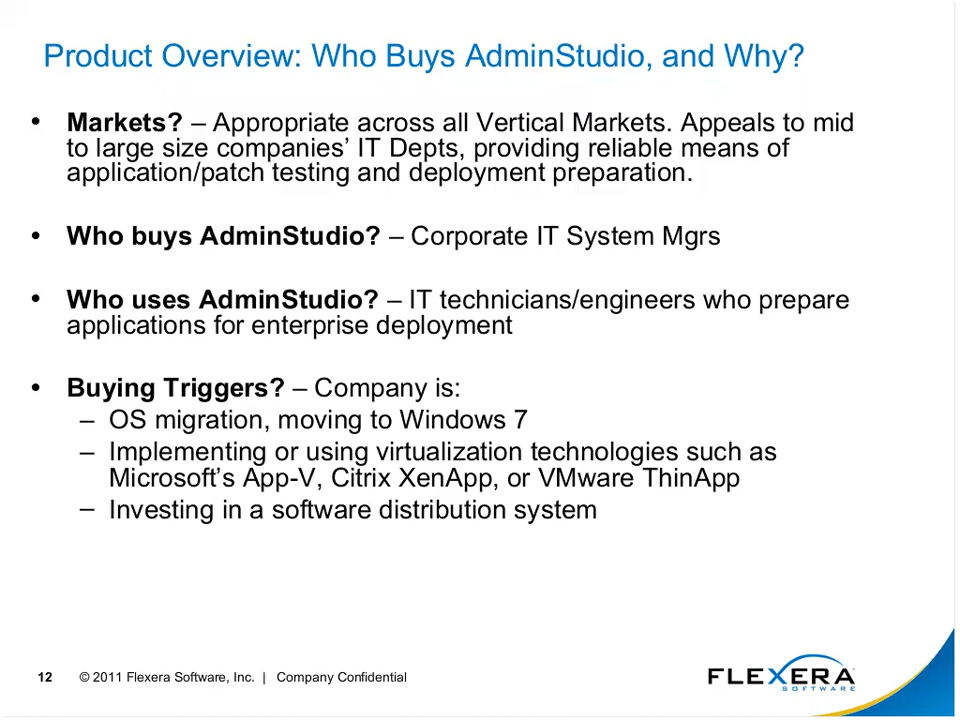 Product Overview: Who Buys AdminStudio, and Why?
• Markets? – Appropriate across all Vertical Markets. Appeals to mid
to large size companies’ IT Depts, providing reliable means of
application/patch testing and deployment preparation.
• Who buys AdminStudio? – Corporate IT System Mgrs
• Who uses AdminStudio? – IT technicians/engineers who prepare
applications for enterprise deployment
• Buying Triggers? – Company is:
– OS migration, moving to Windows 7
– Implementing or using virtualization technologies such as
Microsoft’s App-V, Citrix XenApp, or VMware ThinApp
– Investing in a software distribution system
12 © 2011 Flexera Software, Inc. | Company Confidential
FLEXERA
SOFTWARE